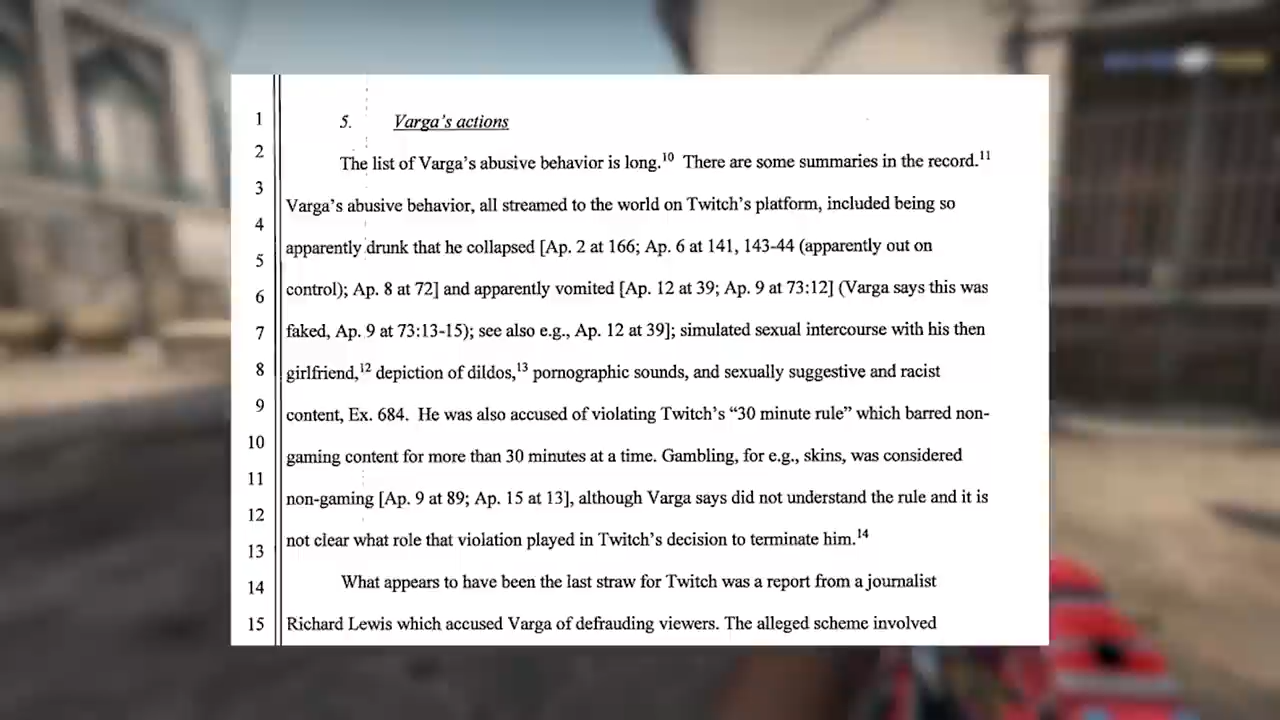 1
2
3
4
5
6
7
8
9
10
11
12
13
14
15
5. Varga's actions
The list of Varga's abusive behavior is long.10 There are some summaries in the record.11
Varga's abusive behavior, all streamed to the world on Twitch's platform, included being so
apparently drunk that he collapsed [Ap. 2 at 166; Ap. 6 at 141, 143-44 (apparently out on
control); Ap. 8 at 72] and apparently vomited [Ap. 12 at 39; Ap. 9 at 73:12] (Varga says this was
faked, Ap. 9 at 73:13-15); see also e.g., Ap. 12 at 39]; simulated sexual intercourse with his then
girlfriend,12 depiction of dildos,13 pornographic sounds, and sexually suggestive and racist
content, Ex. 684. He was also accused of violating Twitch's “30 minute rule” which barred non-
gaming content for more than 30 minutes at a time. Gambling, for e.g., skins, was considered
non-gaming [Ap. 9 at 89; Ap. 15 at 13], although Varga says did not understand the rule and it is
not clear what role that violation played in Twitch's decision to terminate him.14
What appears to have been the last straw for Twitch was a report from a journalist
Richard Lewis which accused Varga of defrauding viewers. The alleged scheme involved